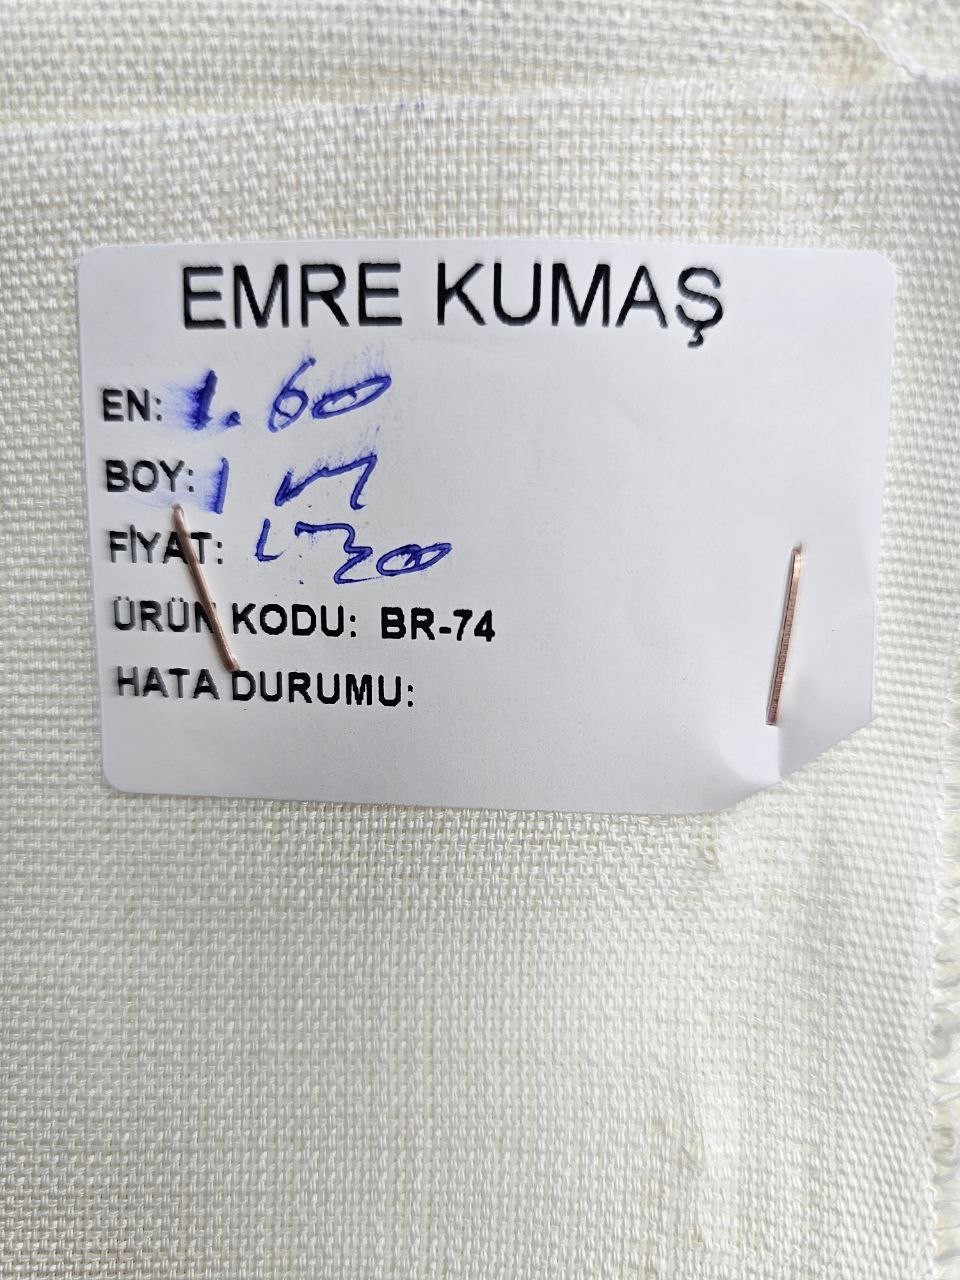 EMRE KUMAŞ
EN: 1.60
BOY: 1 m
FİYAT:
ÜRÜN KODU: BR-74
HATA DURUMU: